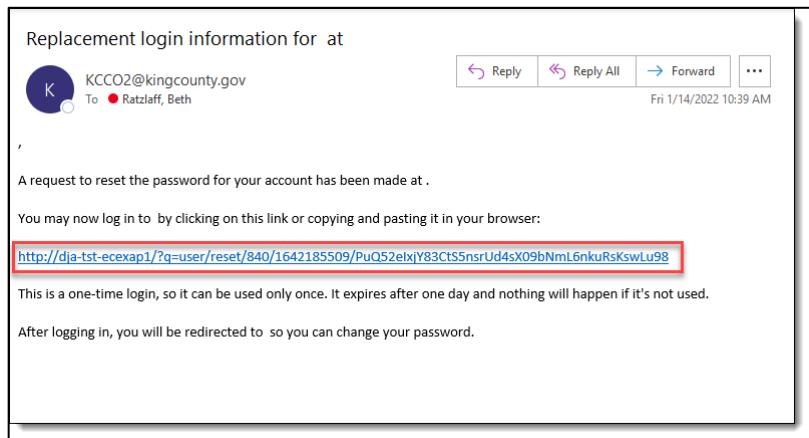 Replacement login information for at
K
KCCO2@kingcounty.gov
To Ratzlaff, Beth
Reply
Reply All
Forward
...
Fri 1/14/2022 10:39 AM
,
A request to reset the password for your account has been made at .
You may now log in to by clicking on this link or copying and pasting it in your browser:
http://dja-tst-ecexap1/?q=user/reset/840/1642185509/PuQ52eIxjY83CtS5nsrUd4sX09bNmL6nkuRsKswLu98
This is a one-time login, so it can be used only once. It expires after one day and nothing will happen if it's not used.
After logging in, you will be redirected to so you can change your password.